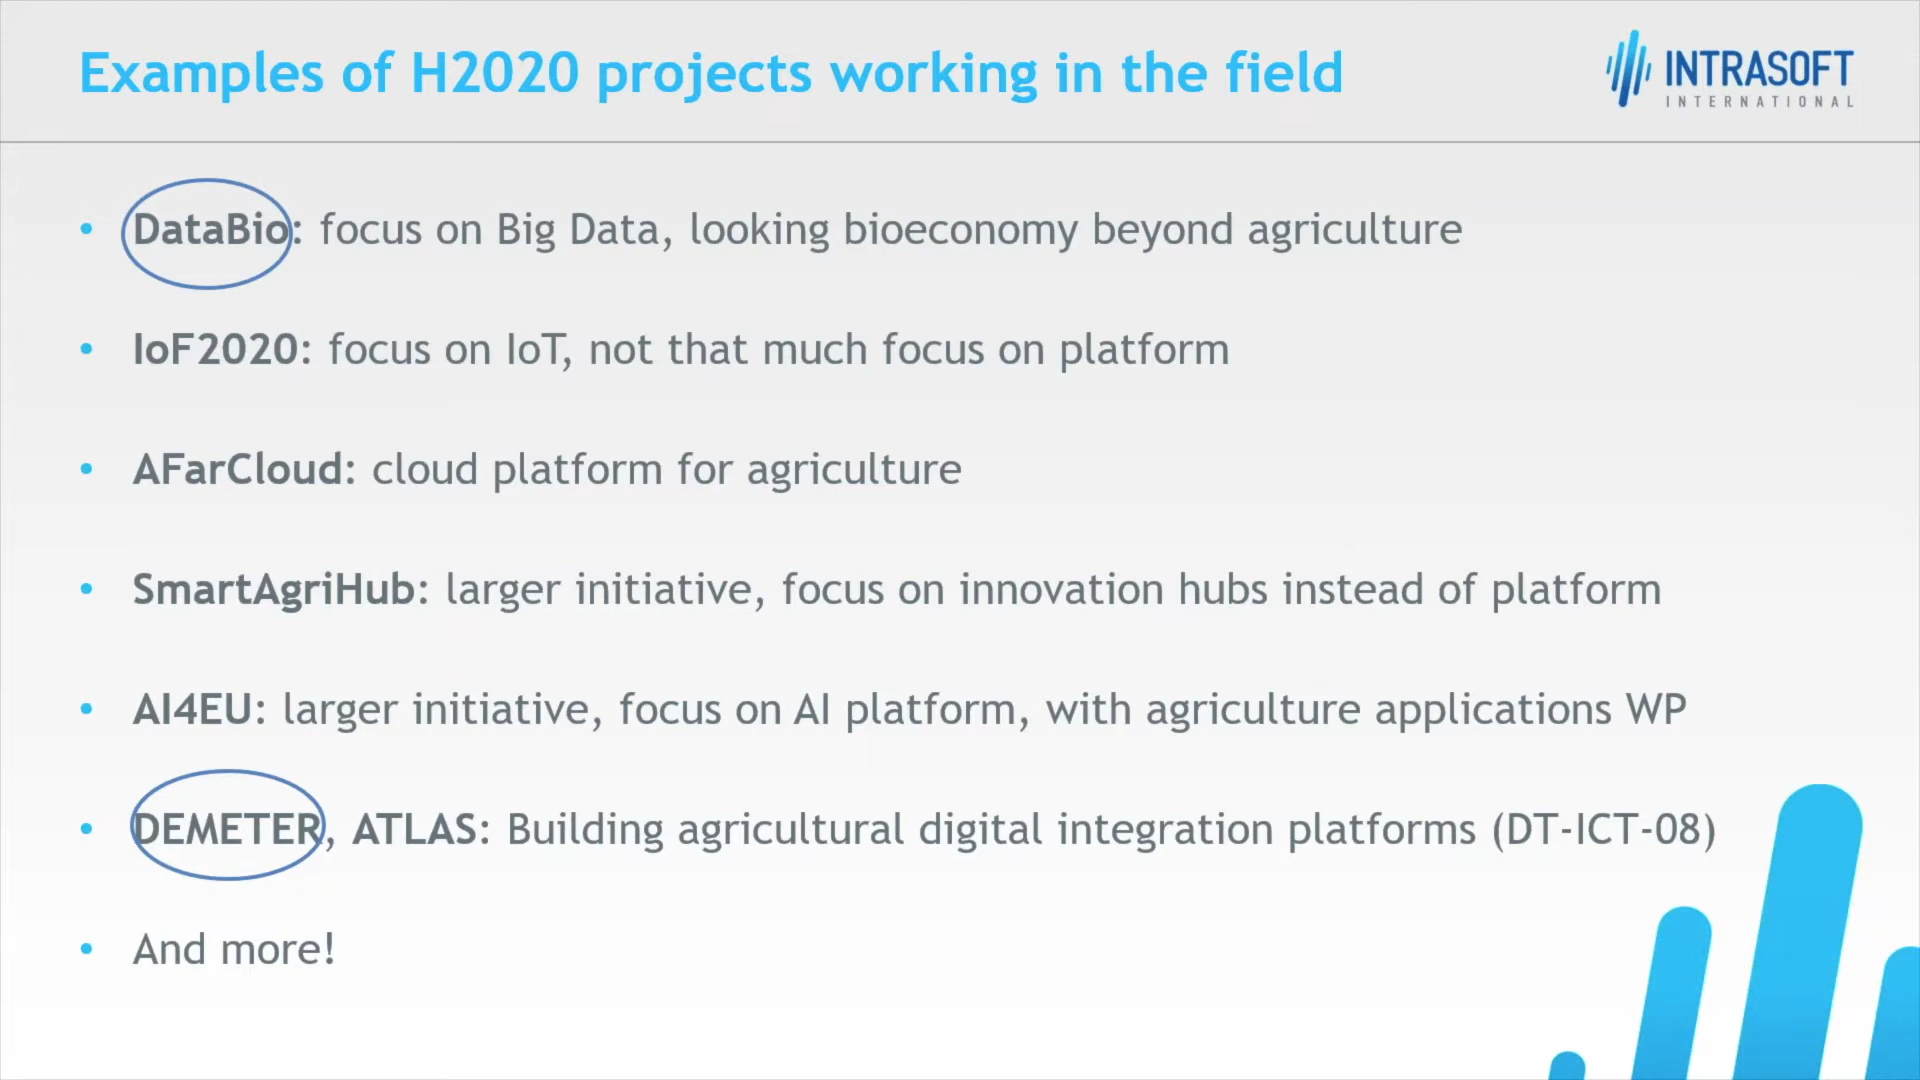 Examples of H2020 projects working in the field
INTRASOFT
INTERNATIONAL
• DataBio: focus on Big Data, looking bioeconomy beyond agriculture
• IoF2020: focus on IoT, not that much focus on platform
• AFarCloud: cloud platform for agriculture
• SmartAgriHub: larger initiative, focus on innovation hubs instead of platform
• AI4EU: larger initiative, focus on AI platform, with agriculture applications WP
• DEMETER, ATLAS: Building agricultural digital integration platforms (DT-ICT-08)
• And more!